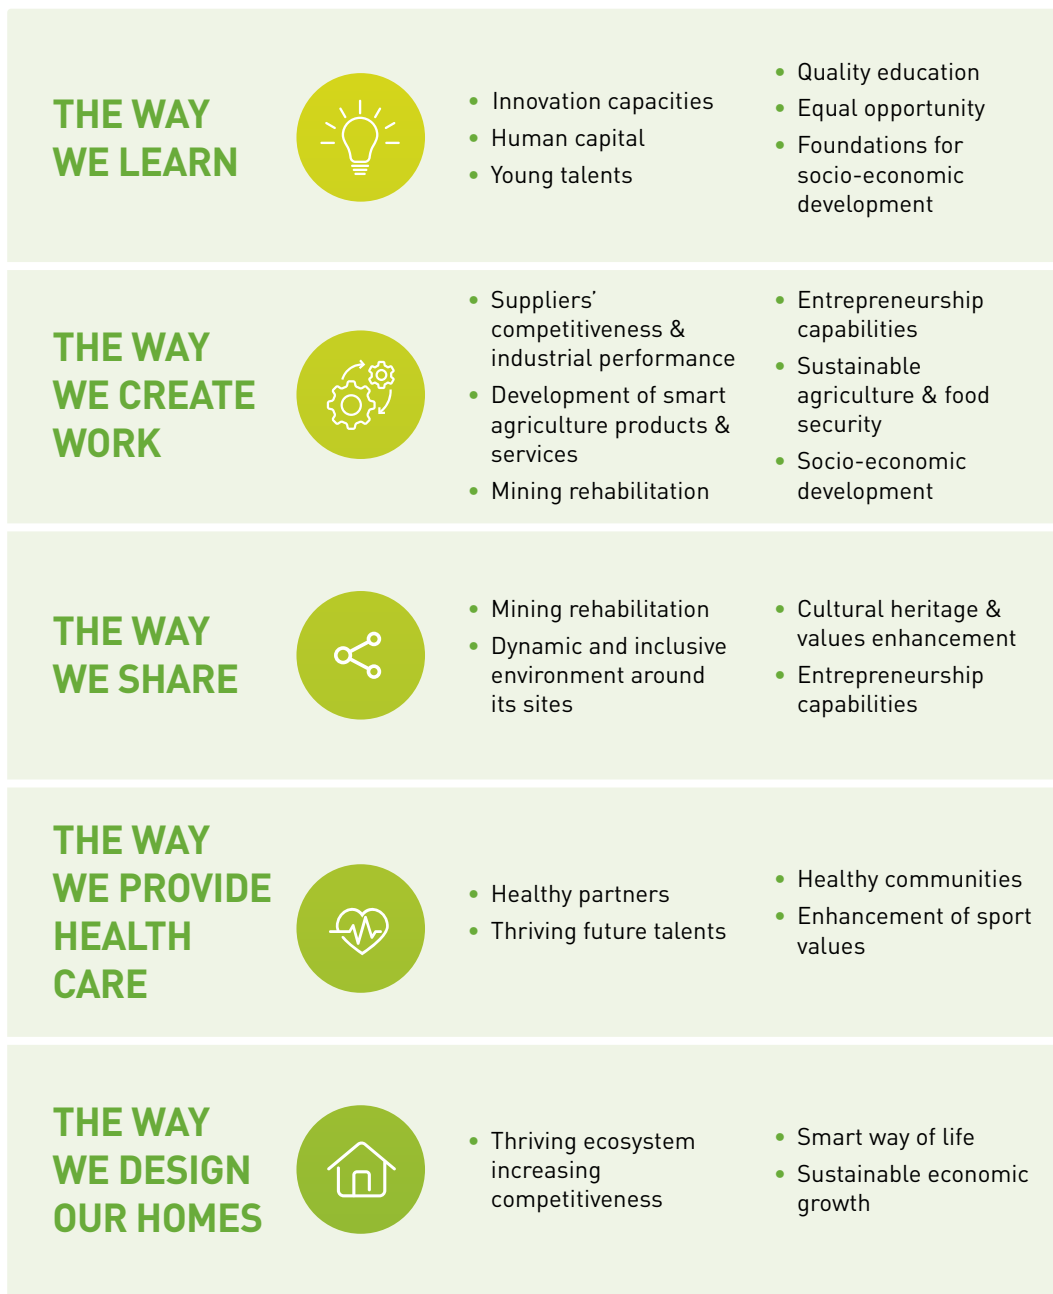 THE WAY
WE LEARN
• Innovation capacities
• Human capital
• Young talents
• Quality education
• Equal opportunity
• Foundations for
socio-economic
development
THE WAY
WE CREATE
WORK
• Suppliers’
competitiveness &
industrial performance
• Development of smart
agriculture products &
services
• Mining rehabilitation
• Entrepreneurship
capabilities
• Sustainable
agriculture & food
security
• Socio-economic
development
THE WAY
WE SHARE
• Mining rehabilitation
• Dynamic and inclusive
environment around
its sites
• Cultural heritage &
values enhancement
• Entrepreneurship
capabilities
THE WAY
WE PROVIDE
HEALTH
CARE
• Healthy partners
• Thriving future talents
• Healthy communities
• Enhancement of sport
values
THE WAY
WE DESIGN
OUR HOMES
• Thriving ecosystem
increasing
competitiveness
• Smart way of life
• Sustainable economic
growth